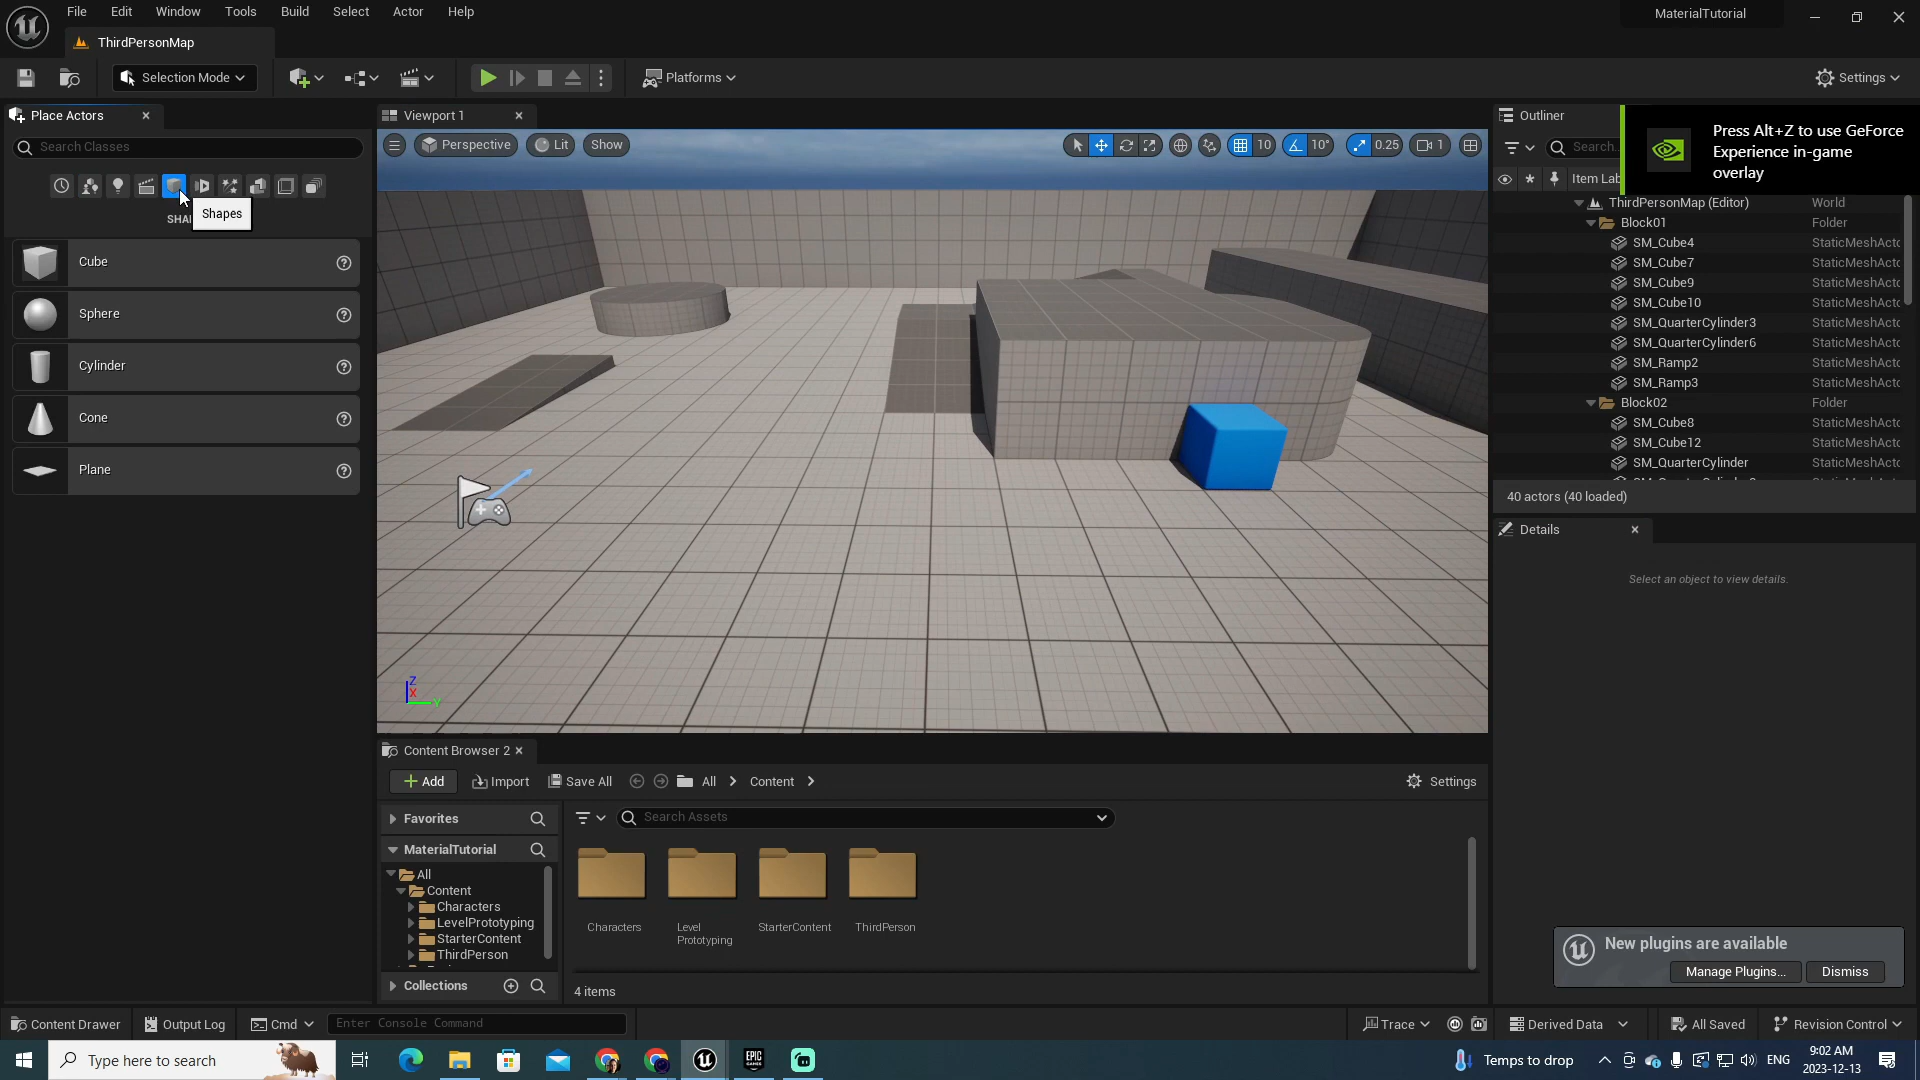 File Edit Window Tools Build Select Actor Help
MaterialTutorial
ThirdPersonMap
Selection Mode
Platforms
Settings
Place Actors
Search Classes
SHA
Shapes
Cube
Sphere
Cylinder
Cone
Plane
Viewport 1
Perspective
Lit
Show
10
10°
0.25
1
Z
X
Y
Outliner
Search...
Press Alt+Z to use GeForce
Experience in-game
overlay
Item Lab
ThirdPersonMap (Editor) World
Block01 Folder
SM_Cube4 StaticMeshActo
SM_Cube7 StaticMeshActo
SM_Cube9 StaticMeshActo
SM_Cube10 StaticMeshActo
SM_QuarterCylinder3 StaticMeshActo
SM_QuarterCylinder6 StaticMeshActo
SM_Ramp2 StaticMeshActo
SM_Ramp3 StaticMeshActo
Block02 Folder
SM_Cube8 StaticMeshActo
SM_Cube12 StaticMeshActo
SM_QuarterCylinder StaticMeshActo
40 actors (40 loaded)
Details
Select an object to view details.
Content Browser 2
Add
Import
Save All
All
Content
Settings
Favorites
MaterialTutorial
All
Content
Characters
LevelPrototyping
StarterContent
ThirdPerson
Collections
Search Assets
Characters
Level
Prototyping
StarterContent
ThirdPerson
4 items
New plugins are available
Manage Plugins...
Dismiss
Content Drawer
Output Log
Cmd
Enter Console Command
Trace
Derived Data
All Saved
Revision Control
Type here to search
EPIC
GAMES
Temps to drop
ENG
9:02 AM
2023-12-13